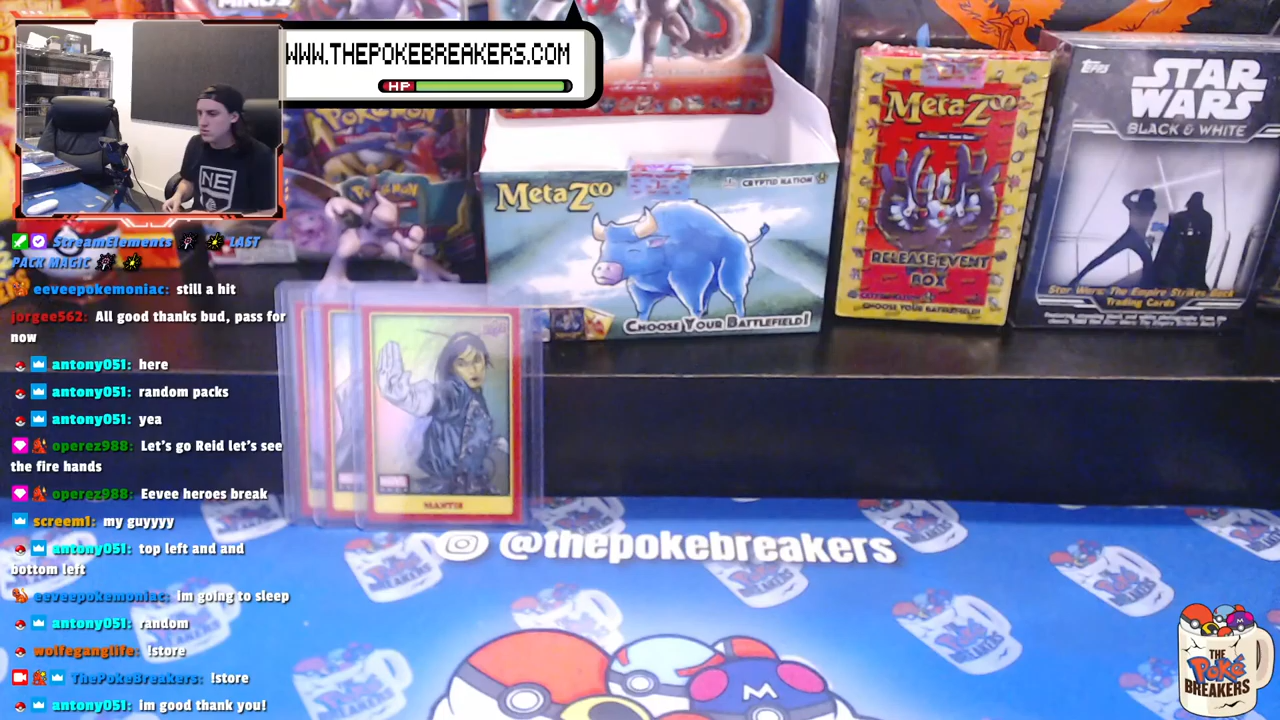 WWW.THEPOKEBREAKERS.COM
HP
StreamElements LAST
PACK MAGIC
eeveepokemoniac: still a hit
jorgee562: All good thanks bud, pass for
now
antony051: here
antony051: random packs
antony051: yea
operez988: Let's go Reid let's see
the fire hands
operez988: Eevee heroes break
screem1: my guyyyy
antony051: top left and and
bottom left
eeveepokemoniac: im going to sleep
antony051: random
wolfeganglife: !store
ThePokeBreakers: !store
antony051: im good thank you!
MINDS
POKéMON
MetaZoo
CRYPTID NATION
CHOOSE YOUR BATTLEFIELD!
MetaZoo
RELEASE EVENT
BOX
TOPPS
STAR
WARS
BLACK & WHITE
Star Wars: The Empire Strikes Back
Trading Cards
MARVEL
MANTIS
@thepokebreakers
THE
Poké
BREAKERS